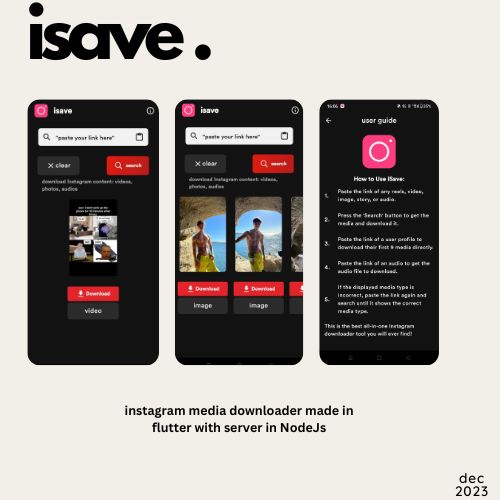 isave .
isave
"paste your link here"
clear
search
download Instagram content: videos,
photos, audios
Download
video
isave
"paste your link here"
clear
search
download Instagram content: videos,
photos, audios
Download
Download
image
image
16:06
user guide
How to Use iSave:
1. Paste the link of any reels, video,
image, story, or audio.
2. Press the 'Search' button to get the
media and download it.
3. Paste the link of a user profile to
download their first 9 media directly.
4. Paste the link of an audio to get the
audio file to download.
5. If the displayed media type is
incorrect, paste the link again and
search until it shows the correct
media type.
This is the best all-in-one Instagram
downloader tool you will ever find!
instagram media downloader made in
flutter with server in NodeJs
dec
2023